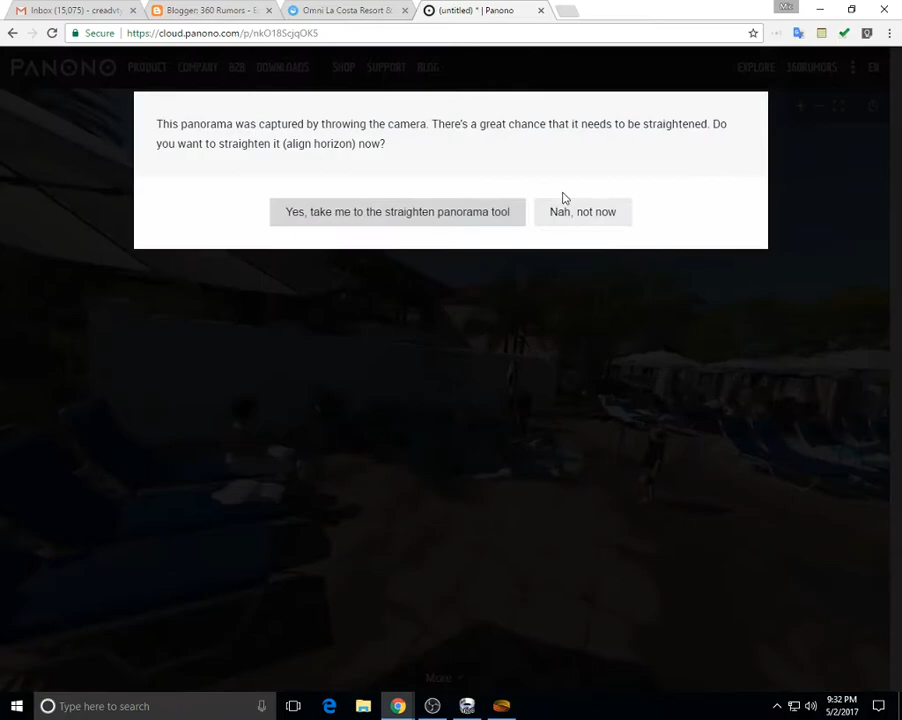 Inbox (15,075) - creadvty
Blogger: 360 Rumors - E
Omni La Costa Resort &
(untitled) * | Panono
Secure
https://cloud.panono.com/p/nkO18ScjqOK5
PANONO
PRODUCT
COMPANY
B2B
DOWNLOADS
SHOP
SUPPORT
BLOG
EXPLORE
360RUMORS
EN
This panorama was captured by throwing the camera. There's a great chance that it needs to be straightened. Do
you want to straighten it (align horizon) now?
Yes, take me to the straighten panorama tool
Nah, not now
More
Type here to search
9:32 PM
5/2/2017